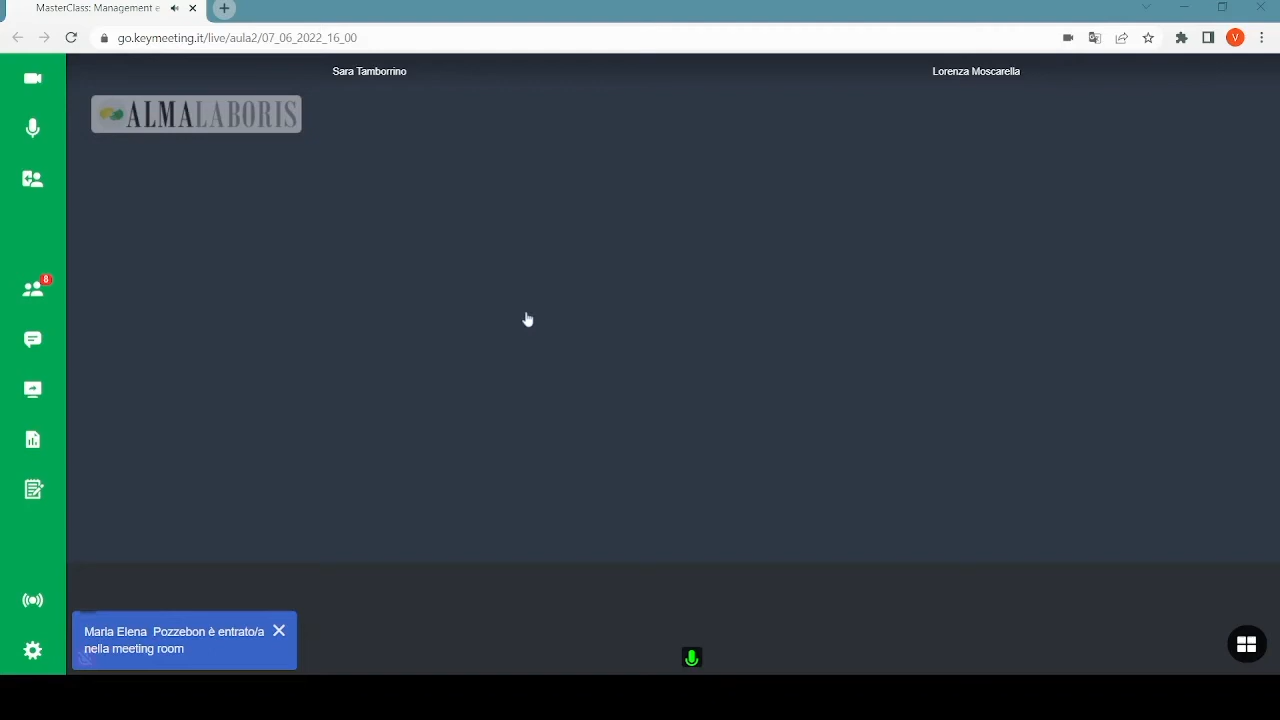 MasterClass: Management e
go.keymeeting.it/live/aula2/07_06_2022_16_00
V
Sara Tamborrino
Lorenza Moscarella
ALMALABORIS
8
Maria Elena Pozzebon è entrato/a
nella meeting room